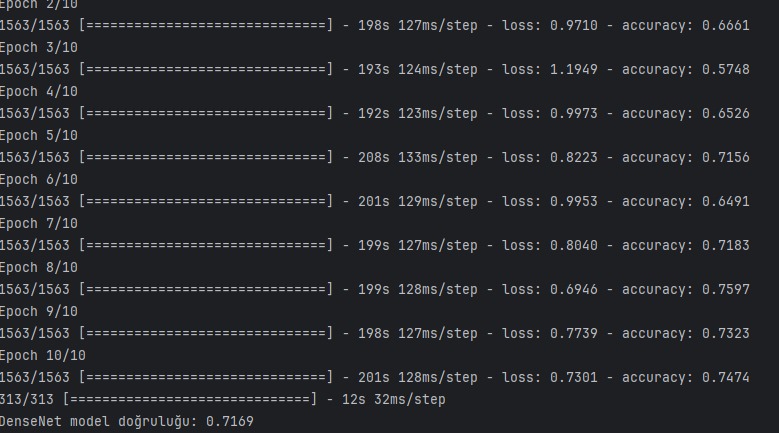 Epoch 2/10
1563/1563 [==============================] - 198s 127ms/step - loss: 0.9710 - accuracy: 0.6661
Epoch 3/10
1563/1563 [==============================] - 193s 124ms/step - loss: 1.1949 - accuracy: 0.5748
Epoch 4/10
1563/1563 [==============================] - 192s 123ms/step - loss: 0.9973 - accuracy: 0.6526
Epoch 5/10
1563/1563 [==============================] - 208s 133ms/step - loss: 0.8223 - accuracy: 0.7156
Epoch 6/10
1563/1563 [==============================] - 201s 129ms/step - loss: 0.9953 - accuracy: 0.6491
Epoch 7/10
1563/1563 [==============================] - 199s 127ms/step - loss: 0.8040 - accuracy: 0.7183
Epoch 8/10
1563/1563 [==============================] - 199s 128ms/step - loss: 0.6946 - accuracy: 0.7597
Epoch 9/10
1563/1563 [==============================] - 198s 127ms/step - loss: 0.7739 - accuracy: 0.7323
Epoch 10/10
1563/1563 [==============================] - 201s 128ms/step - loss: 0.7301 - accuracy: 0.7474
313/313 [==============================] - 12s 32ms/step
DenseNet model doğruluğu: 0.7169